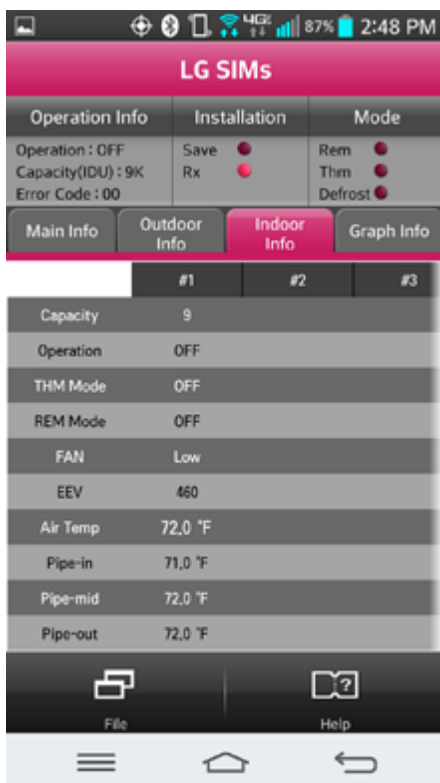 4G LTE 87% 2:48 PM
LG SIMs
Operation Info Installation Mode
Operation : OFF Save Rem
Capacity(IDU) : 9K Rx Thm
Error Code : 00 Defrost
Main Info Outdoor Info Indoor Info Graph Info
#1 #2 #3
Capacity 9
Operation OFF
THM Mode OFF
REM Mode OFF
FAN Low
EEV 460
Air Temp 72.0 °F
Pipe-in 71.0 °F
Pipe-mid 72.0 °F
Pipe-out 72.0 °F
File Help